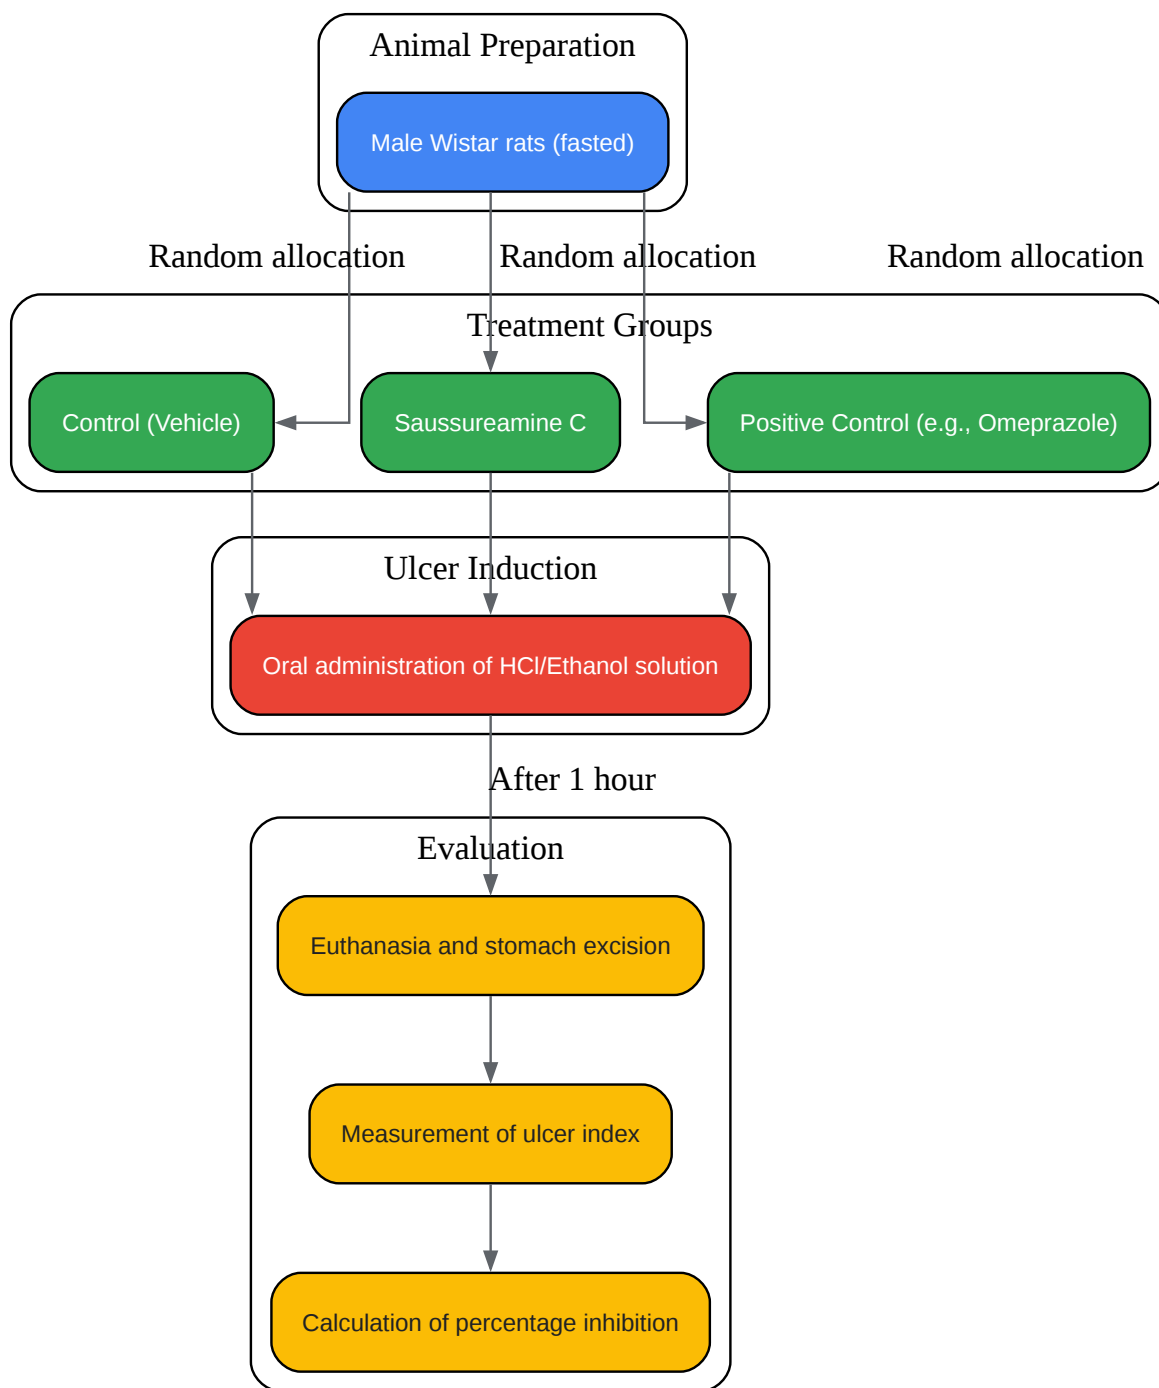 Animal Preparation
Male Wistar rats (fasted)
Random allocation
Random allocation
Random allocation
Treatment Groups
Control (Vehicle)
Saussureamine C
Positive Control (e.g., Omeprazole)
Ulcer Induction
Oral administration of HCl/Ethanol solution
After 1 hour
Evaluation
Euthanasia and stomach excision
Measurement of ulcer index
Calculation of percentage inhibition